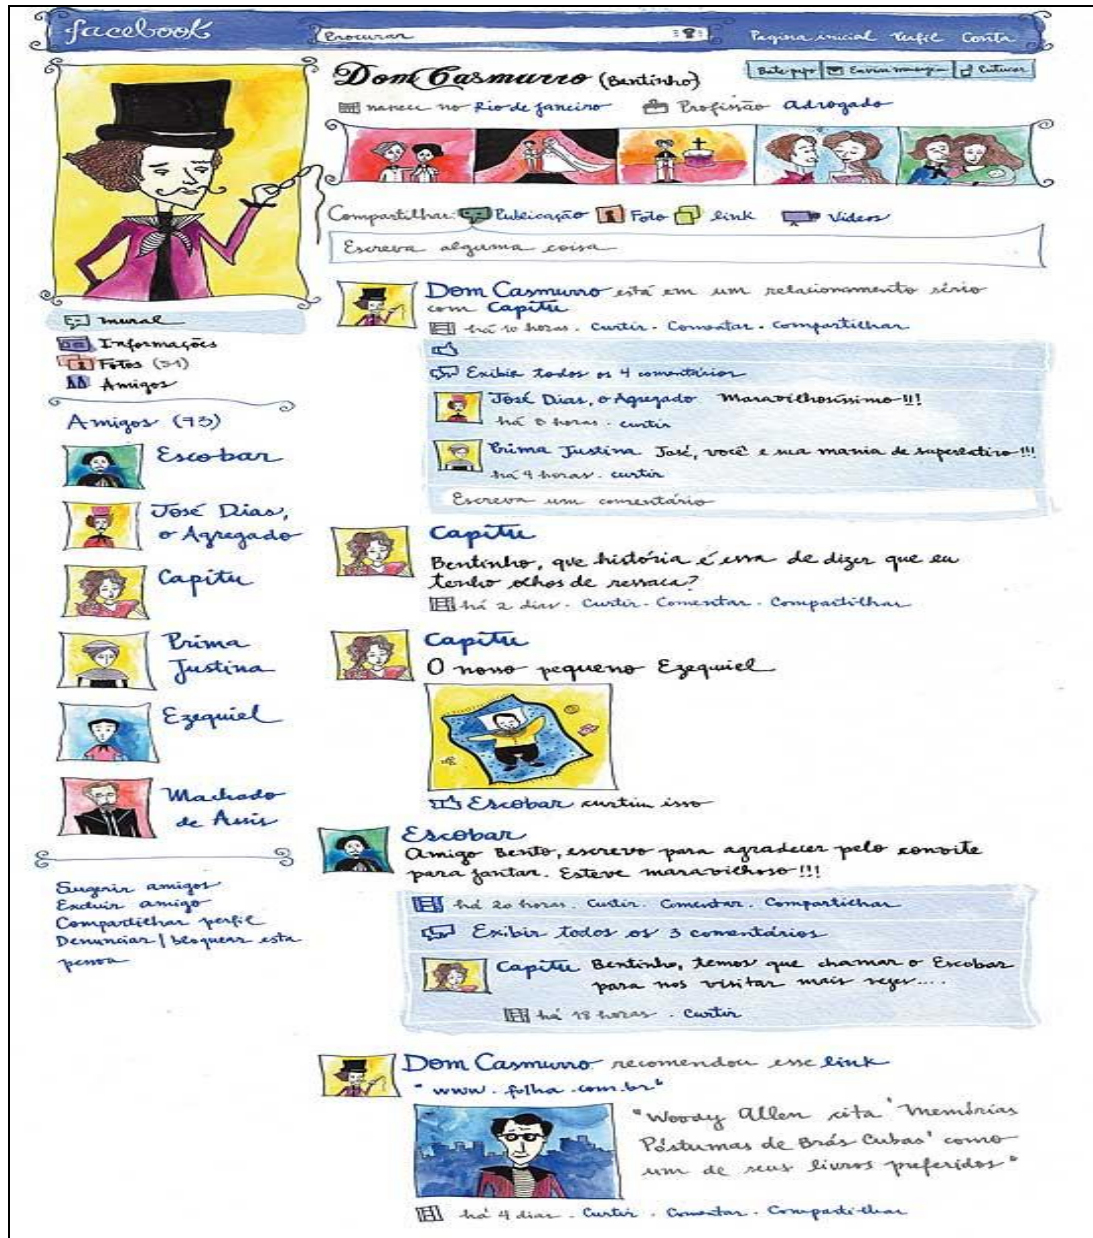 facebook
Procurar
Pagina inicial Perfil Conta
Dom Casmurro (Bentinho)
Bate-papo Enviar mensagem Cutucar
nasceu no Rio de Janeiro Profissão Advogado
Compartilhar: Publicação Foto link Vídeos
Escreva alguma coisa
mural
Informações
Fotos
Amigos
Amigos (93)
Escobar
José Dias,
o Agregado
Capitu
Prima
Justina
Ezequiel
Machado
de Assis
Sugerir amigos
Excluir amigo
Compartilhar perfil
Denunciar / bloquear esta
pessoa
Dom Casmurro está em um relacionamento sério
com Capitu
há 10 horas . Curtir . Comentar . Compartilhar
Exibir todos os 4 comentários
José Dias, o Agregado Maravilhosíssimo!!!
há 8 horas . curtir
Prima Justina José, você e sua mania de superlativo!!!
há 4 horas . curtir
Escreva um comentário
Capitu
Bentinho, que história é essa de dizer que eu
tenho olhos de ressaca?
há 2 dias . Curtir . Comentar . Compartilhar
Capitu
O nosso pequeno Ezequiel
Escobar curtiu isso
Escobar
Amigo Bento, escrevo para agradecer pelo convite
para jantar. Esteve maravilhoso!!!
há 20 horas . Curtir . Comentar . Compartilhar
Exibir todos os 3 comentários
Capitu Bentinho, temos que chamar o Escobar
para nos visitar mais vezes....
há 18 horas . Curtir
Dom Casmurro recomendou esse link
"www.folha.com.br"
"Woody Allen cita 'Memórias
Póstumas de Brás Cubas' como
um de seus livros preferidos"
há 4 dias . Curtir . Comentar . Compartilhar